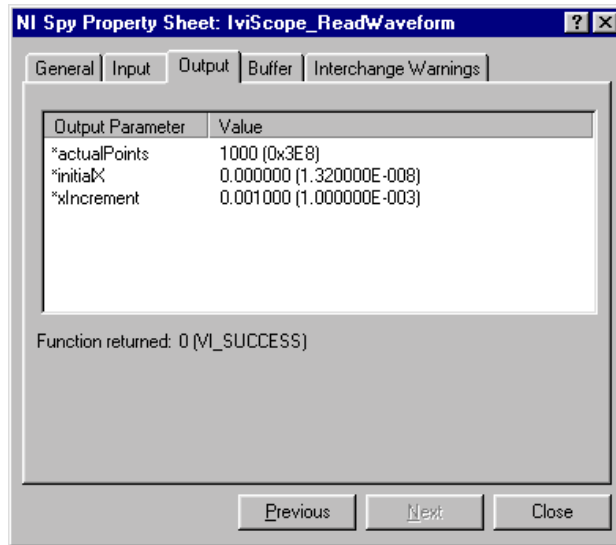 NI Spy Property Sheet: IviScope_ReadWaveform ? X
General Input Output Buffer Interchange Warnings
Output Parameter Value
*actualPoints 1000 (0x3E8)
*initialX 0.000000 (1.320000E-008)
*xIncrement 0.001000 (1.000000E-003)
Function returned: 0 (VI_SUCCESS)
Previous Next Close